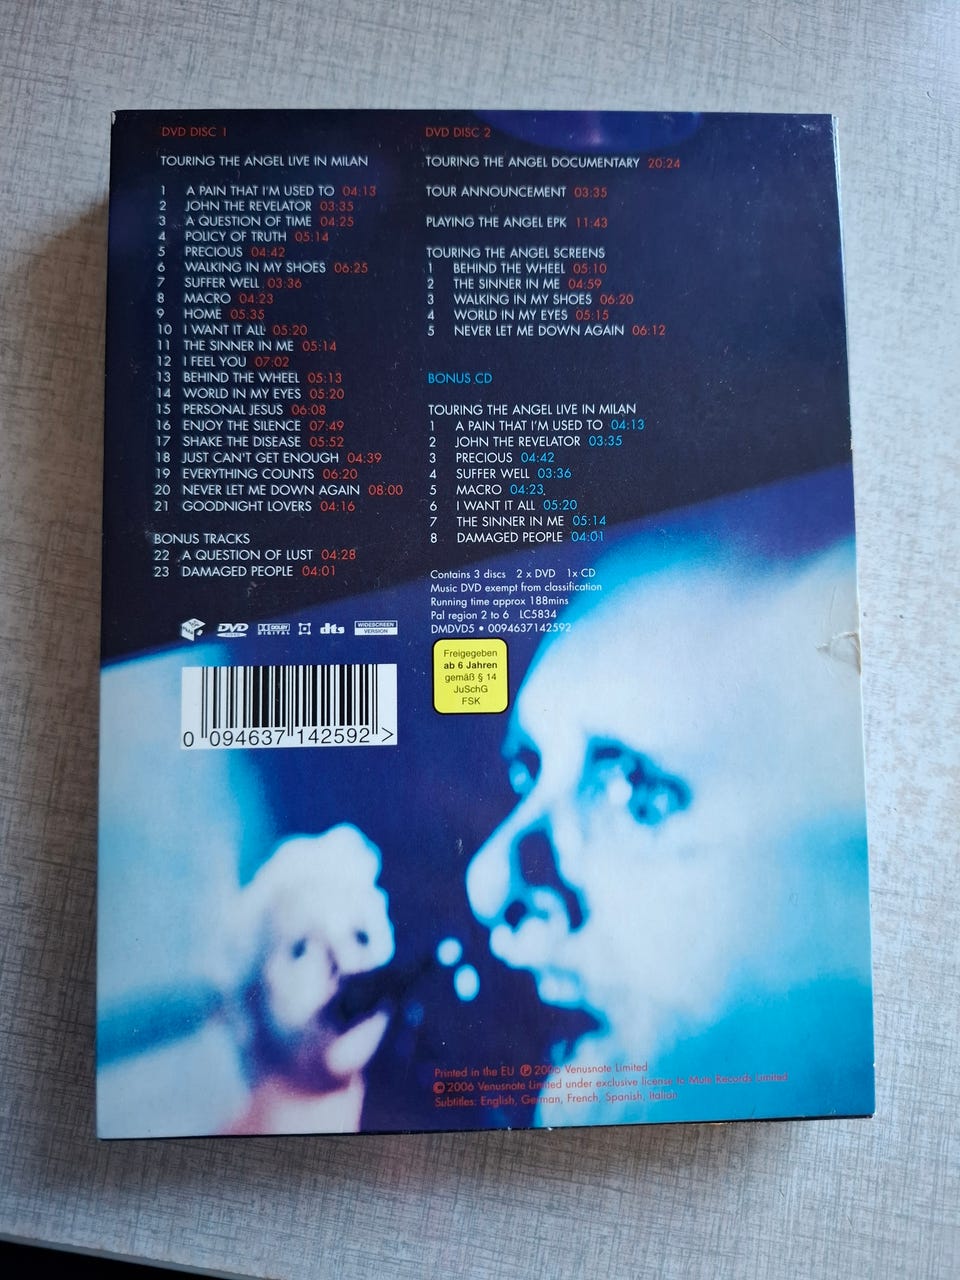 DVD DISC 1
TOURING THE ANGEL LIVE IN MILAN
1 A PAIN THAT I'M USED TO 04:13
2 JOHN THE REVELATOR 03:35
3 A QUESTION OF TIME 04:25
4 POLICY OF TRUTH 05:14
5 PRECIOUS 04:42
6 WALKING IN MY SHOES 06:25
7 SUFFER WELL 03:36
8 MACRO 04:23
9 HOME 05:35
10 I WANT IT ALL 05:20
11 THE SINNER IN ME 05:14
12 I FEEL YOU 07:02
13 BEHIND THE WHEEL 05:13
14 WORLD IN MY EYES 05:20
15 PERSONAL JESUS 06:08
16 ENJOY THE SILENCE 07:49
17 SHAKE THE DISEASE 05:52
18 JUST CAN'T GET ENOUGH 04:39
19 EVERYTHING COUNTS 06:20
20 NEVER LET ME DOWN AGAIN 08:00
21 GOODNIGHT LOVERS 04:16
BONUS TRACKS
22 A QUESTION OF LUST 04:28
23 DAMAGED PEOPLE 04:01
DVD DISC 2
TOURING THE ANGEL DOCUMENTARY 20:24
TOUR ANNOUNCEMENT 03:35
PLAYING THE ANGEL EPK 11:43
TOURING THE ANGEL SCREENS
1 BEHIND THE WHEEL 05:10
2 THE SINNER IN ME 04:59
3 WALKING IN MY SHOES 06:20
4 WORLD IN MY EYES 05:15
5 NEVER LET ME DOWN AGAIN 06:12
BONUS CD
TOURING THE ANGEL LIVE IN MILAN
1 A PAIN THAT I'M USED TO 04:13
2 JOHN THE REVELATOR 03:35
3 PRECIOUS 04:42
4 SUFFER WELL 03:36
5 MACRO 04:23
6 I WANT IT ALL 05:20
7 THE SINNER IN ME 05:14
8 DAMAGED PEOPLE 04:01
Contains 3 discs 2 x DVD 1x CD
Music DVD exempt from classification
Running time approx 188mins
Pal region 2 to 6 LC5834
DMDVD5 • 0094637142592
DVD VIDEO DOLBY DIGITAL dts WIDESCREEN VERSION
Freigegeben
ab 6 Jahren
gemäß § 14
JuSchG
FSK
0 094637 142592 >
Printed in the EU ℗ 2006 Venusnote Limited
© 2006 Venusnote Limited under exclusive license to Mute Records Limited
Subtitles: English, German, French, Spanish, Italian